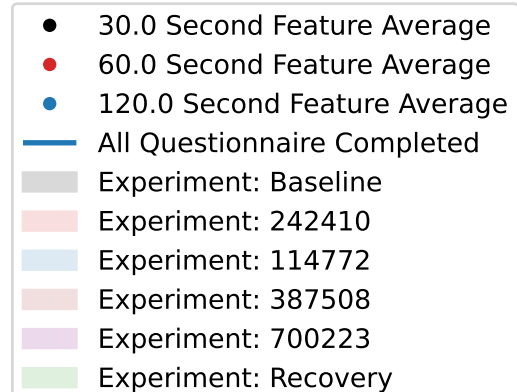 30.0 Second Feature Average
60.0 Second Feature Average
120.0 Second Feature Average
All Questionnaire Completed
Experiment: Baseline
Experiment: 242410
Experiment: 114772
Experiment: 387508
Experiment: 700223
Experiment: Recovery